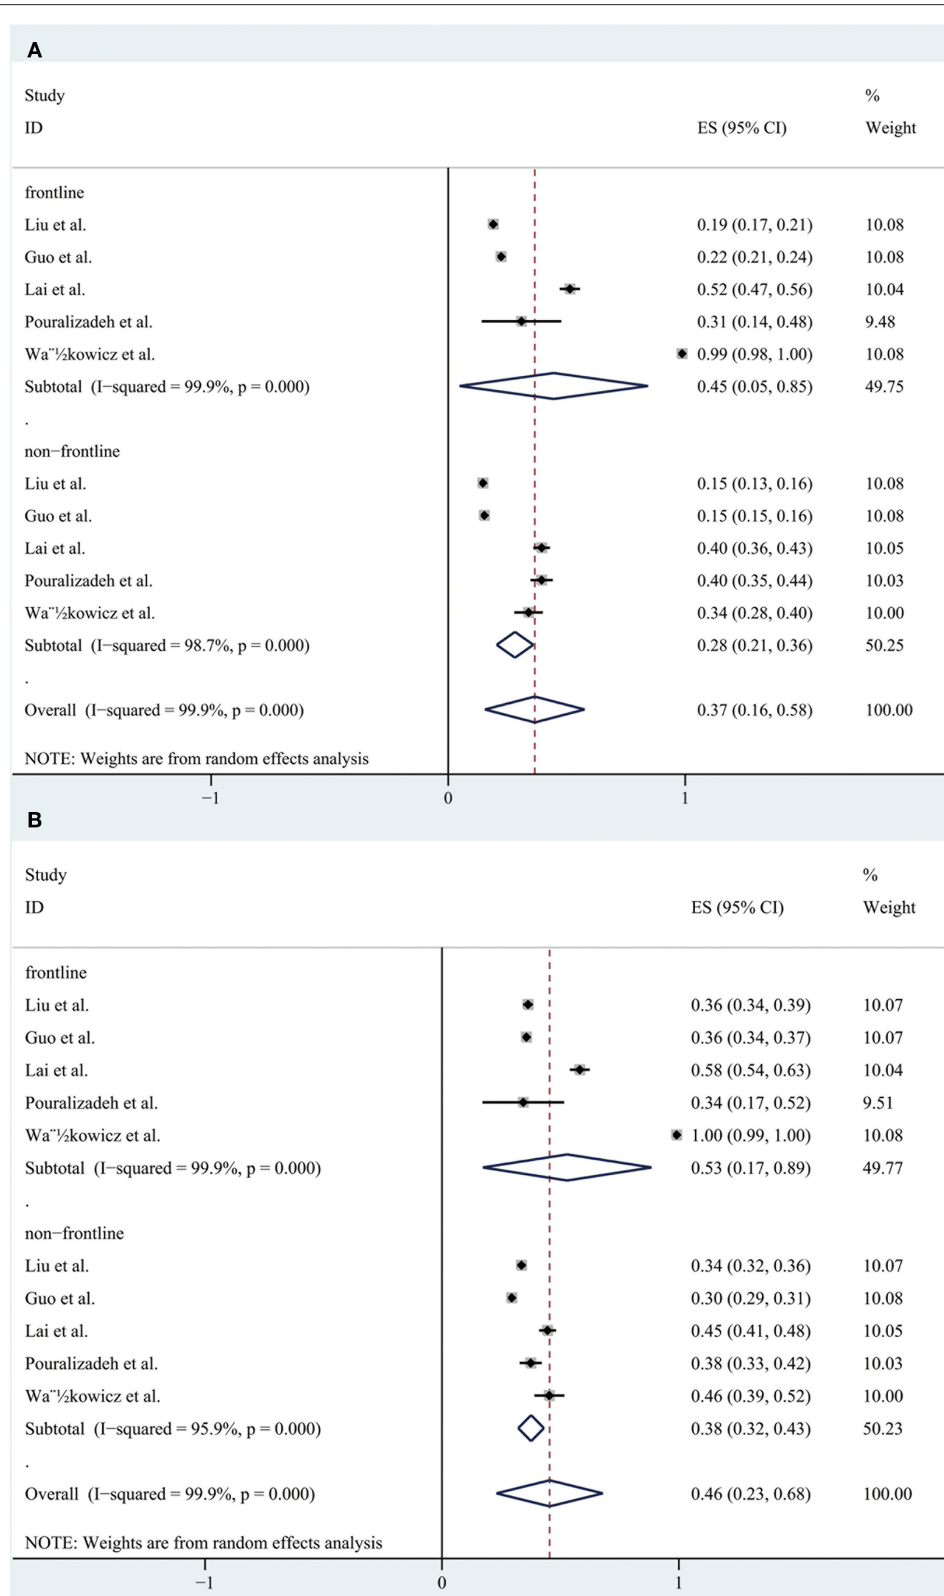 A
Study %
ID ES (95% CI) Weight
frontline
Liu et al. 0.19 (0.17, 0.21) 10.08
Guo et al. 0.22 (0.21, 0.24) 10.08
Lai et al. 0.52 (0.47, 0.56) 10.04
Pouralizadeh et al. 0.31 (0.14, 0.48) 9.48
Wa¨½kowicz et al. 0.99 (0.98, 1.00) 10.08
Subtotal (I−squared = 99.9%, p = 0.000) 0.45 (0.05, 0.85) 49.75
.
non−frontline
Liu et al. 0.15 (0.13, 0.16) 10.08
Guo et al. 0.15 (0.15, 0.16) 10.08
Lai et al. 0.40 (0.36, 0.43) 10.05
Pouralizadeh et al. 0.40 (0.35, 0.44) 10.03
Wa¨½kowicz et al. 0.34 (0.28, 0.40) 10.00
Subtotal (I−squared = 98.7%, p = 0.000) 0.28 (0.21, 0.36) 50.25
.
Overall (I−squared = 99.9%, p = 0.000) 0.37 (0.16, 0.58) 100.00
NOTE: Weights are from random effects analysis
−1 0 1
B
Study %
ID ES (95% CI) Weight
frontline
Liu et al. 0.36 (0.34, 0.39) 10.07
Guo et al. 0.36 (0.34, 0.37) 10.07
Lai et al. 0.58 (0.54, 0.63) 10.04
Pouralizadeh et al. 0.34 (0.17, 0.52) 9.51
Wa¨½kowicz et al. 1.00 (0.99, 1.00) 10.08
Subtotal (I−squared = 99.9%, p = 0.000) 0.53 (0.17, 0.89) 49.77
.
non−frontline
Liu et al. 0.34 (0.32, 0.36) 10.07
Guo et al. 0.30 (0.29, 0.31) 10.08
Lai et al. 0.45 (0.41, 0.48) 10.05
Pouralizadeh et al. 0.38 (0.33, 0.42) 10.03
Wa¨½kowicz et al. 0.46 (0.39, 0.52) 10.00
Subtotal (I−squared = 95.9%, p = 0.000) 0.38 (0.32, 0.43) 50.23
.
Overall (I−squared = 99.9%, p = 0.000) 0.46 (0.23, 0.68) 100.00
NOTE: Weights are from random effects analysis
−1 0 1